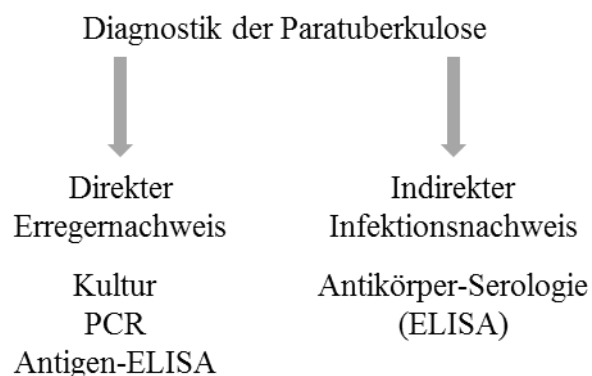 Diagnostik der Paratuberkulose
Direkter
Erregernachweis
Kultur
PCR
Antigen-ELISA
Indirekter
Infektionsnachweis
Antikörper-Serologie
(ELISA)